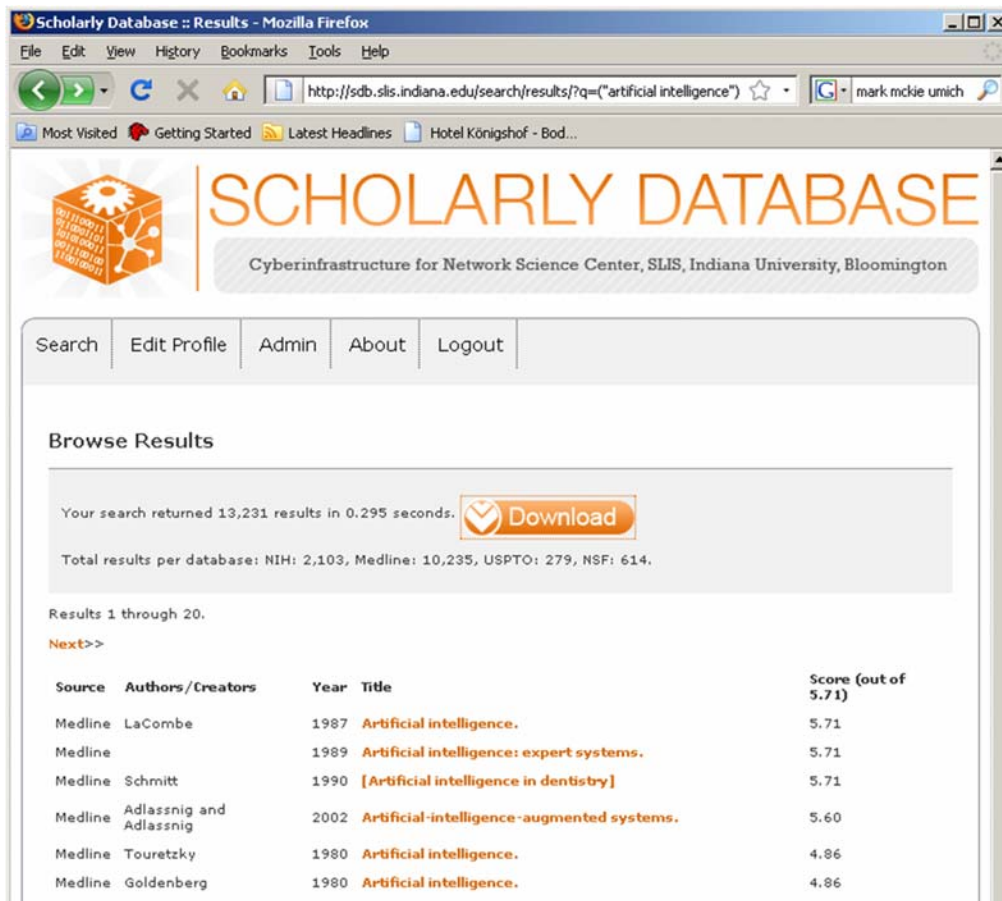 Scholarly Database :: Results - Mozilla Firefox
File Edit View History Bookmarks Tools Help
http://sdb.slis.indiana.edu/search/results/?q=("artificial intelligence") G mark mckie umich
Most Visited Getting Started Latest Headlines Hotel Königshof - Bod...
SCHOLARLY DATABASE
Cyberinfrastructure for Network Science Center, SLIS, Indiana University, Bloomington
Search Edit Profile Admin About Logout
Browse Results
Your search returned 13,231 results in 0.295 seconds. Download
Total results per database: NIH: 2,103, Medline: 10,235, USPTO: 279, NSF: 614.
Results 1 through 20.
Next>>
Source Authors/Creators Year Title Score (out of
5.71)
Medline LaCombe 1987 Artificial intelligence. 5.71
Medline 1989 Artificial intelligence: expert systems. 5.71
Medline Schmitt 1990 [Artificial intelligence in dentistry] 5.71
Medline Adlassnig and
Adlassnig 2002 Artificial-intelligence-augmented systems. 5.60
Medline Touretzky 1980 Artificial intelligence. 4.86
Medline Goldenberg 1980 Artificial intelligence. 4.86